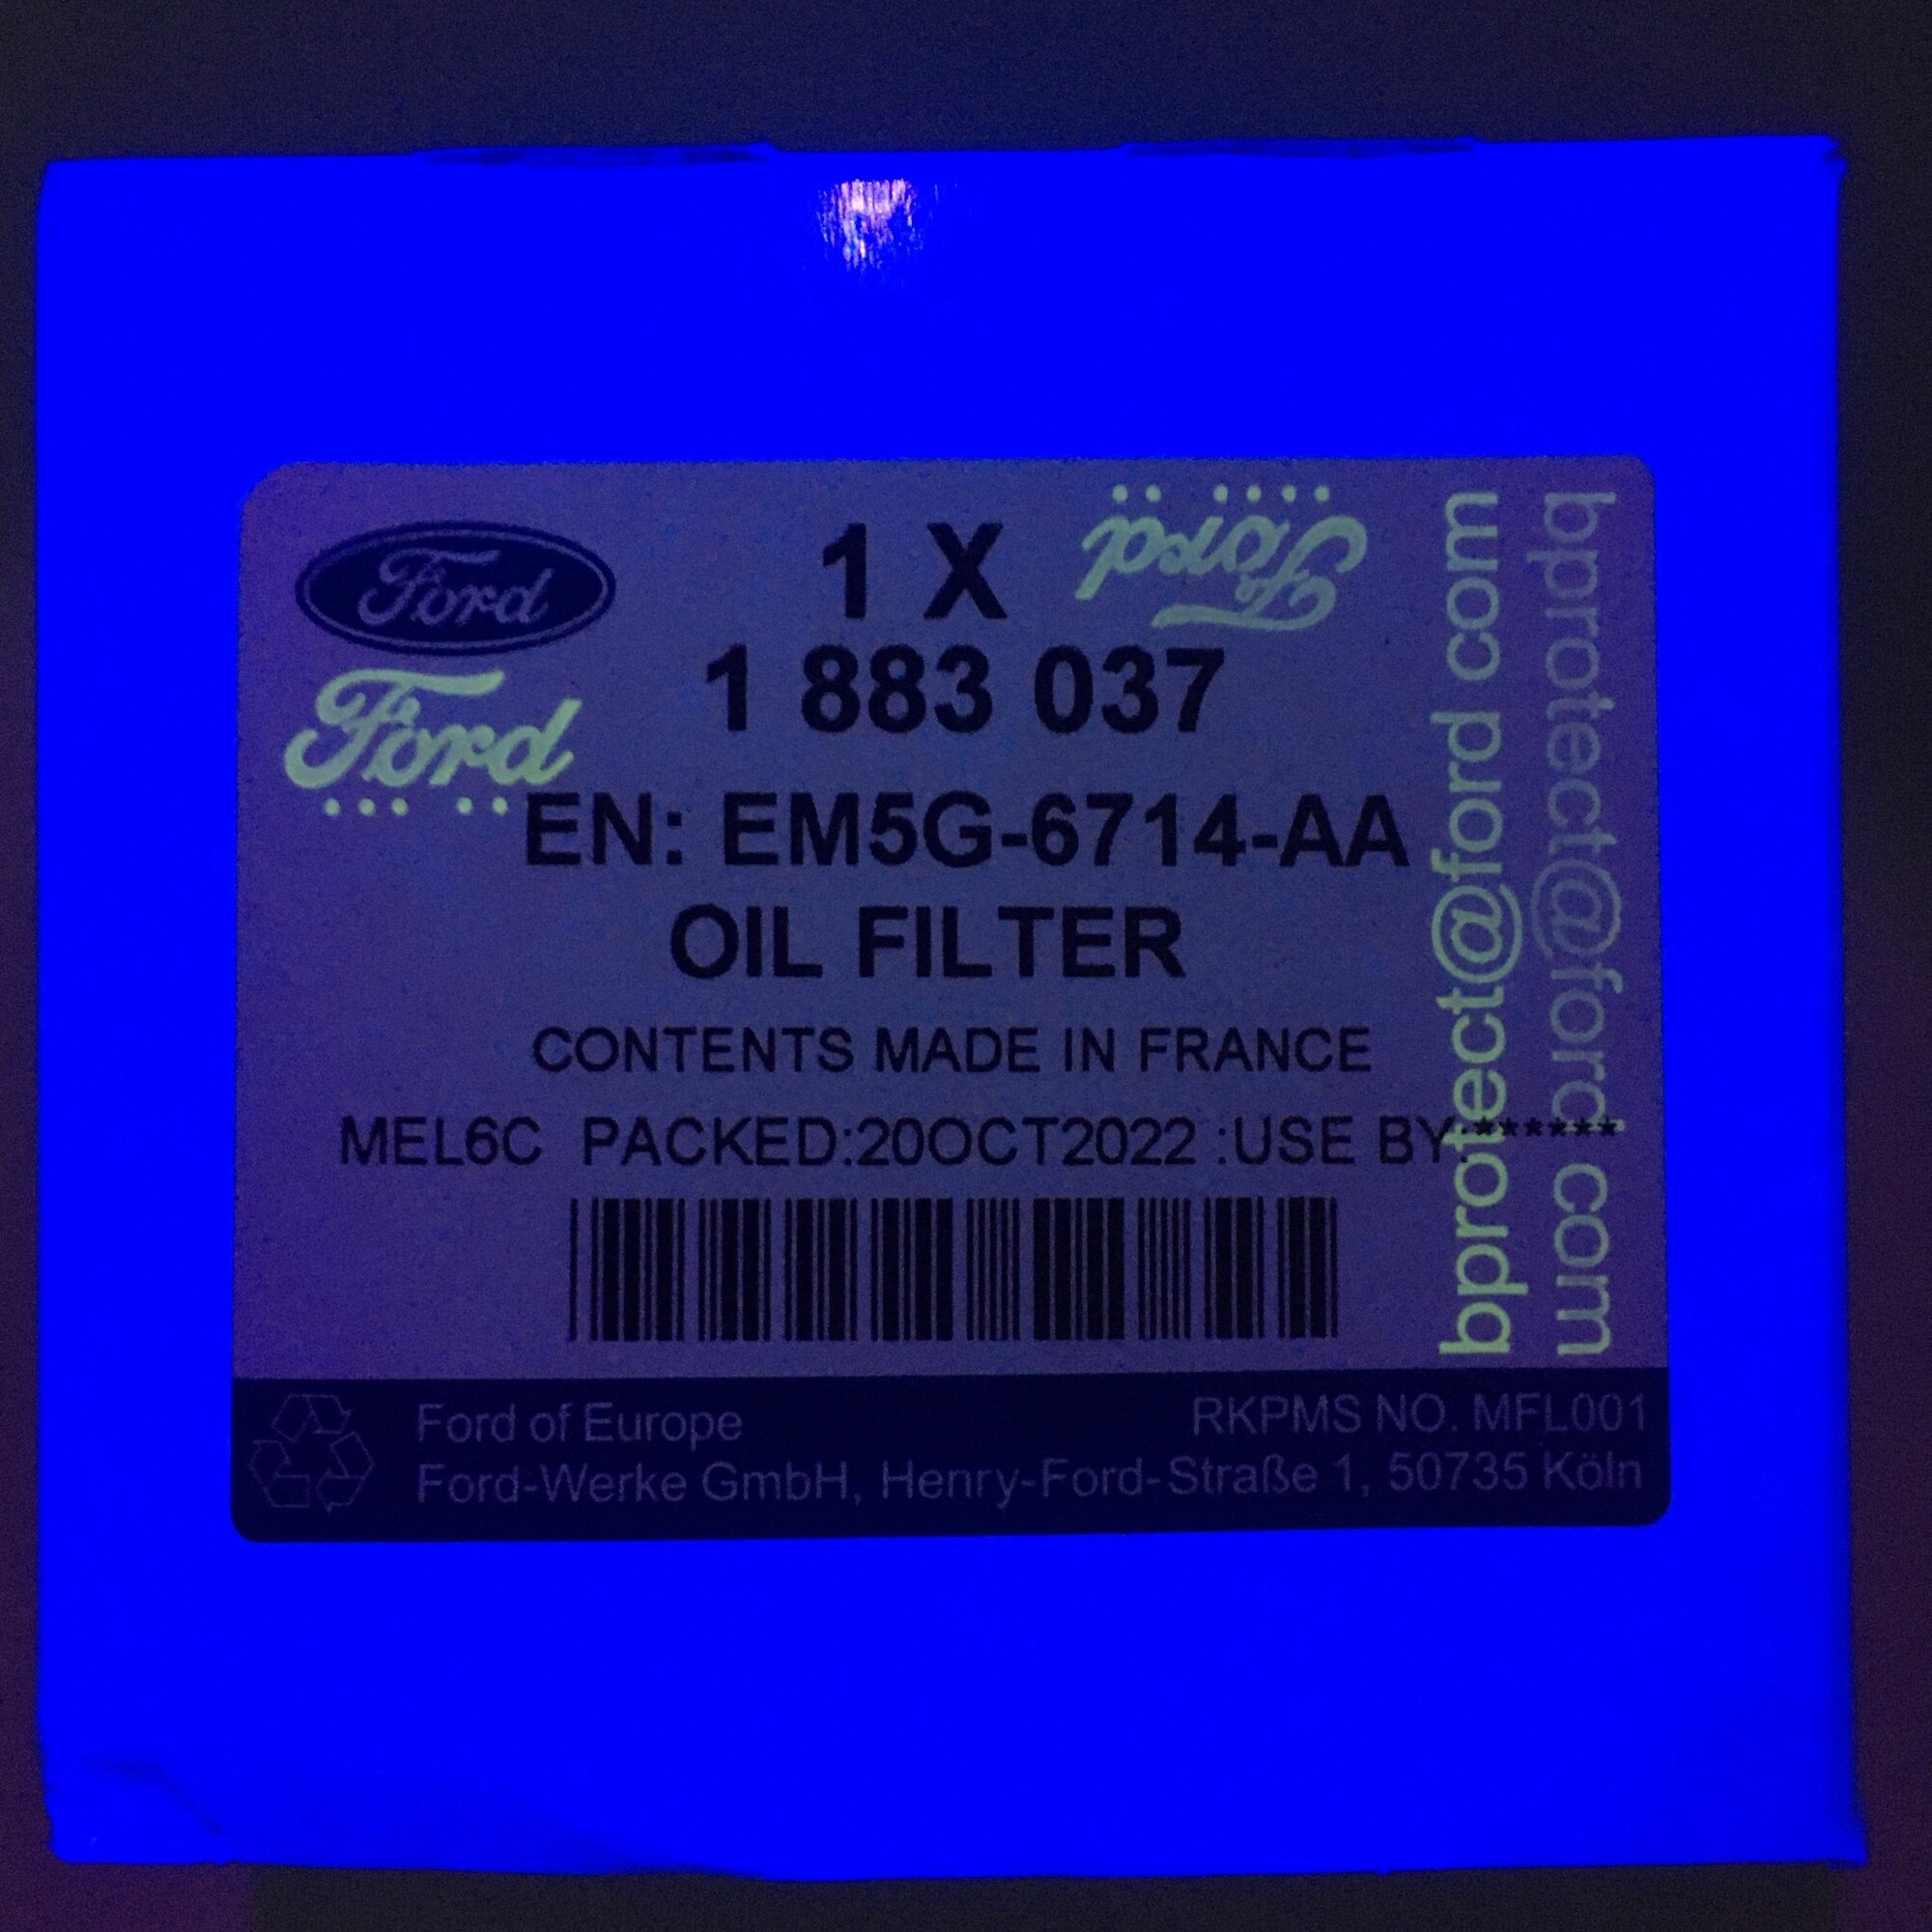 Ford
1 X
Ford
1 883 037
Ford
EN: EM5G-6714-AA
OIL FILTER
CONTENTS MADE IN FRANCE
MEL6C PACKED:20OCT2022 :USE BY:******
bprotect@ford com
bprotect@ford com
Ford of Europe
RKPMS NO. MFL001
Ford-Werke GmbH, Henry-Ford-Straße 1, 50735 Köln